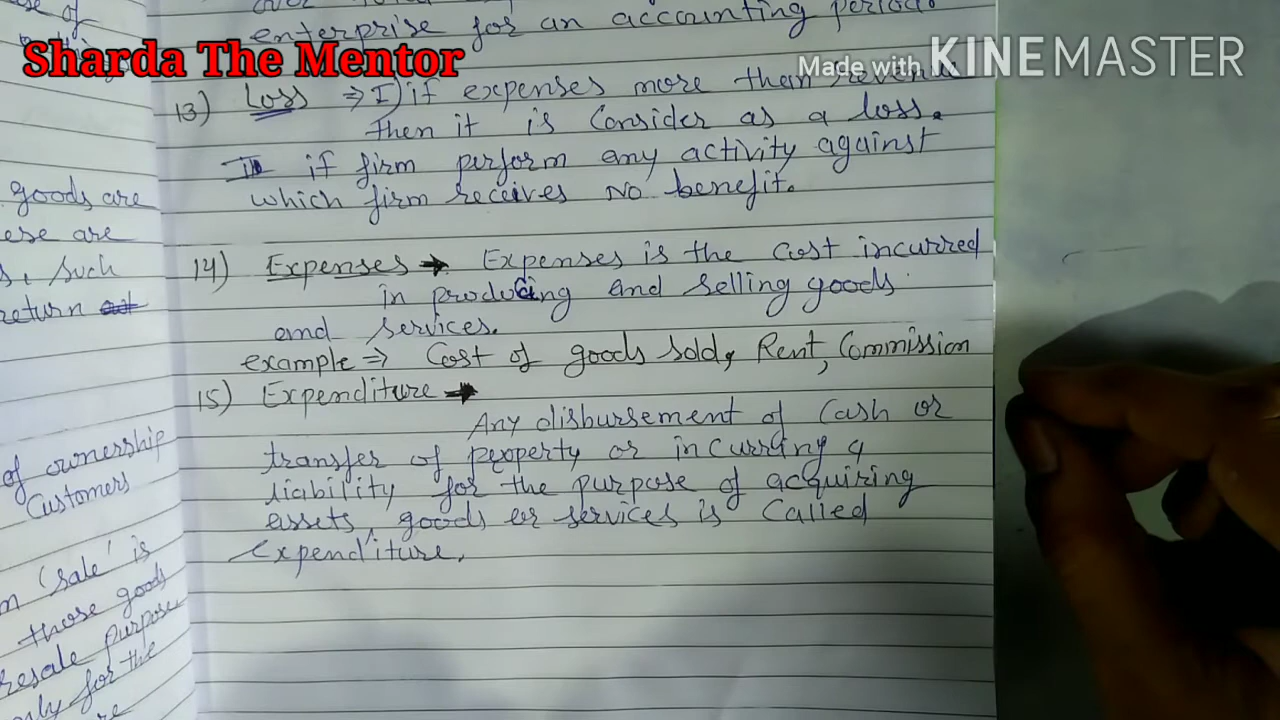 enterprise for an accounting period.
Sharda The Mentor
Made with KINEMASTER
13) Loss ⇒ I) if expenses more than revenue
then it is Consider as a loss.
II if firm perform any activity against
which firm receives No benefit.
14) Expenses → Expenses is the cost incurred
in producing and selling goods
and services.
example ⇒ Cost of goods sold, Rent, Commission
15) Expenditure →
Any disbursement of Cash or
transfer of property or incurring a
liability for the purpose of acquiring
assets, goods or services is Called
Expenditure.
of
goods are
ese are
such
return
of ownership
Customers
'sale' is
those goods
resale purpose
only for the